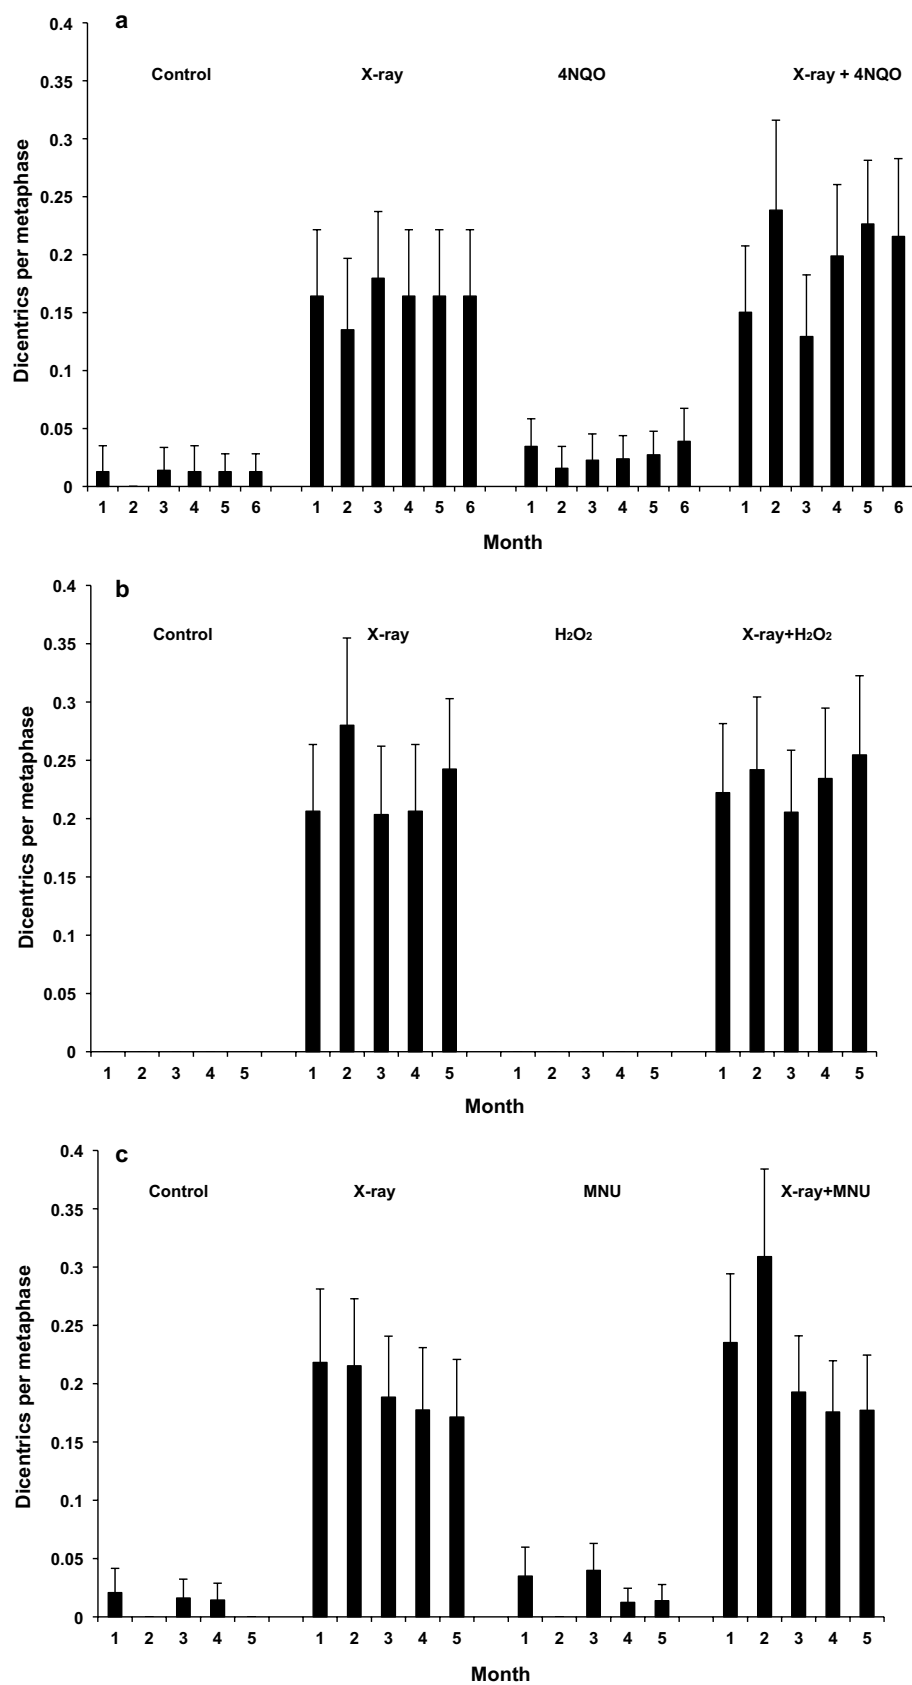 a
0.4
Control X-ray 4NQO X-ray + 4NQO
0.35
0.3
0.25
0.2
0.15
0.1
0.05
0
Dicentrics per metaphase
1 2 3 4 5 6 1 2 3 4 5 6 1 2 3 4 5 6 1 2 3 4 5 6
Month
b
0.4
Control X-ray H₂O₂ X-ray+H₂O₂
0.35
0.3
0.25
0.2
0.15
0.1
0.05
0
Dicentrics per metaphase
1 2 3 4 5 1 2 3 4 5 1 2 3 4 5 1 2 3 4 5
Month
c
0.4
Control X-ray MNU X-ray+MNU
0.35
0.3
0.25
0.2
0.15
0.1
0.05
0
Dicentrics per metaphase
1 2 3 4 5 1 2 3 4 5 1 2 3 4 5 1 2 3 4 5
Month